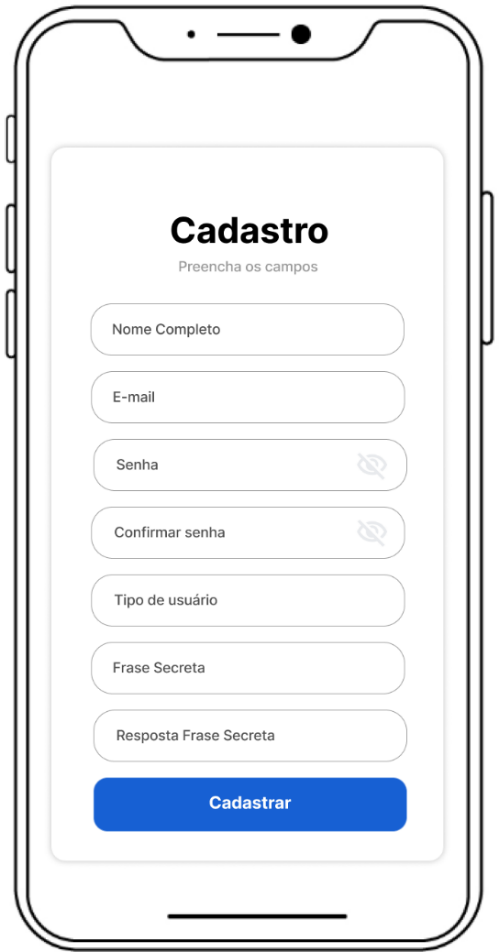 Cadastro
Preencha os campos
Nome Completo
E-mail
Senha
Confirmar senha
Tipo de usuário
Frase Secreta
Resposta Frase Secreta
Cadastrar